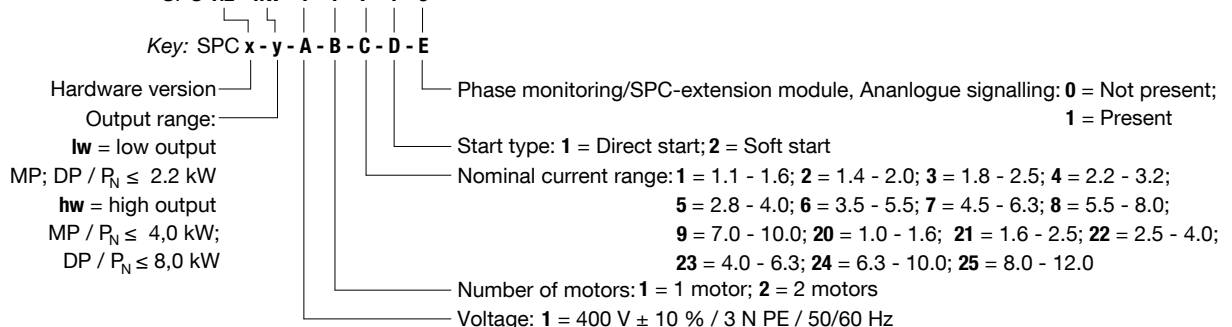 Key: SPC x - y - A - B - C - D - E
Hardware version
Output range:
lw = low output
MP; DP / PN ≤ 2.2 kW
hw = high output
MP / PN ≤ 4,0 kW;
DP / PN ≤ 8,0 kW
Phase monitoring/SPC-extension module, Ananlogue signalling: 0 = Not present;
1 = Present
Start type: 1 = Direct start; 2 = Soft start
Nominal current range: 1 = 1.1 - 1.6; 2 = 1.4 - 2.0; 3 = 1.8 - 2.5; 4 = 2.2 - 3.2;
5 = 2.8 - 4.0; 6 = 3.5 - 5.5; 7 = 4.5 - 6.3; 8 = 5.5 - 8.0;
9 = 7.0 - 10.0; 20 = 1.0 - 1.6; 21 = 1.6 - 2.5; 22 = 2.5 - 4.0;
23 = 4.0 - 6.3; 24 = 6.3 - 10.0; 25 = 8.0 - 12.0
Number of motors: 1 = 1 motor; 2 = 2 motors
Voltage: 1 = 400 V ± 10 % / 3 N PE / 50/60 Hz